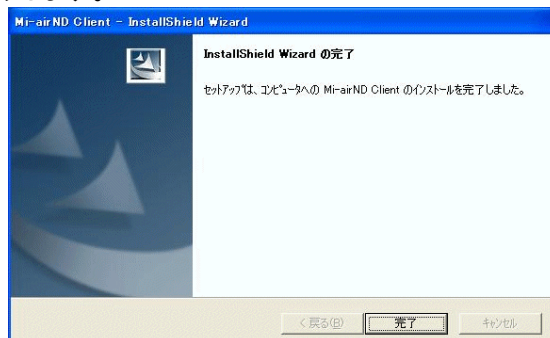 Mi-airND Client - InstallShield Wizard
InstallShield Wizard の完了
セットアップは、コンピュータへの Mi-airND Client のインストールを完了しました。
< 戻る(B)
完了
キャンセル